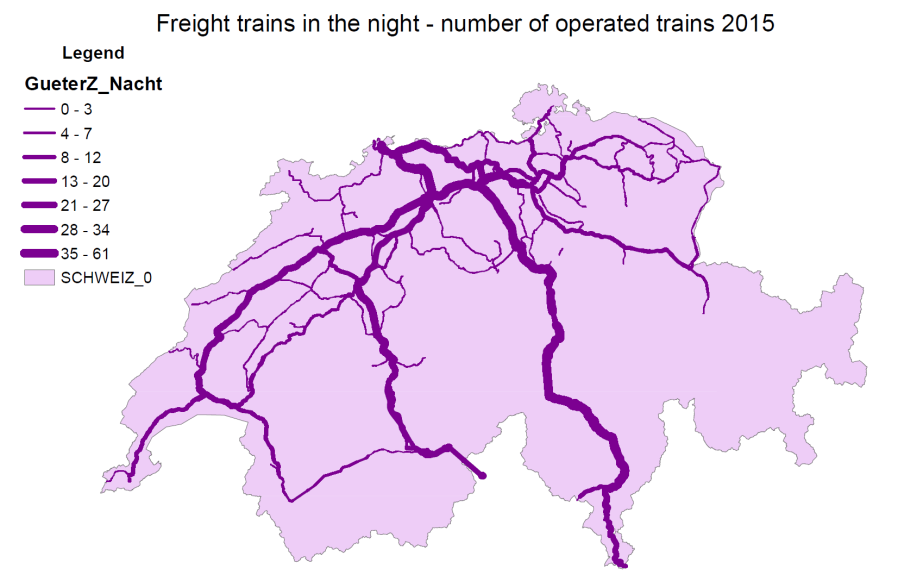 Freight trains in the night - number of operated trains 2015
Legend
GueterZ_Nacht
0 - 3
4 - 7
8 - 12
13 - 20
21 - 27
28 - 34
35 - 61
SCHWEIZ_0